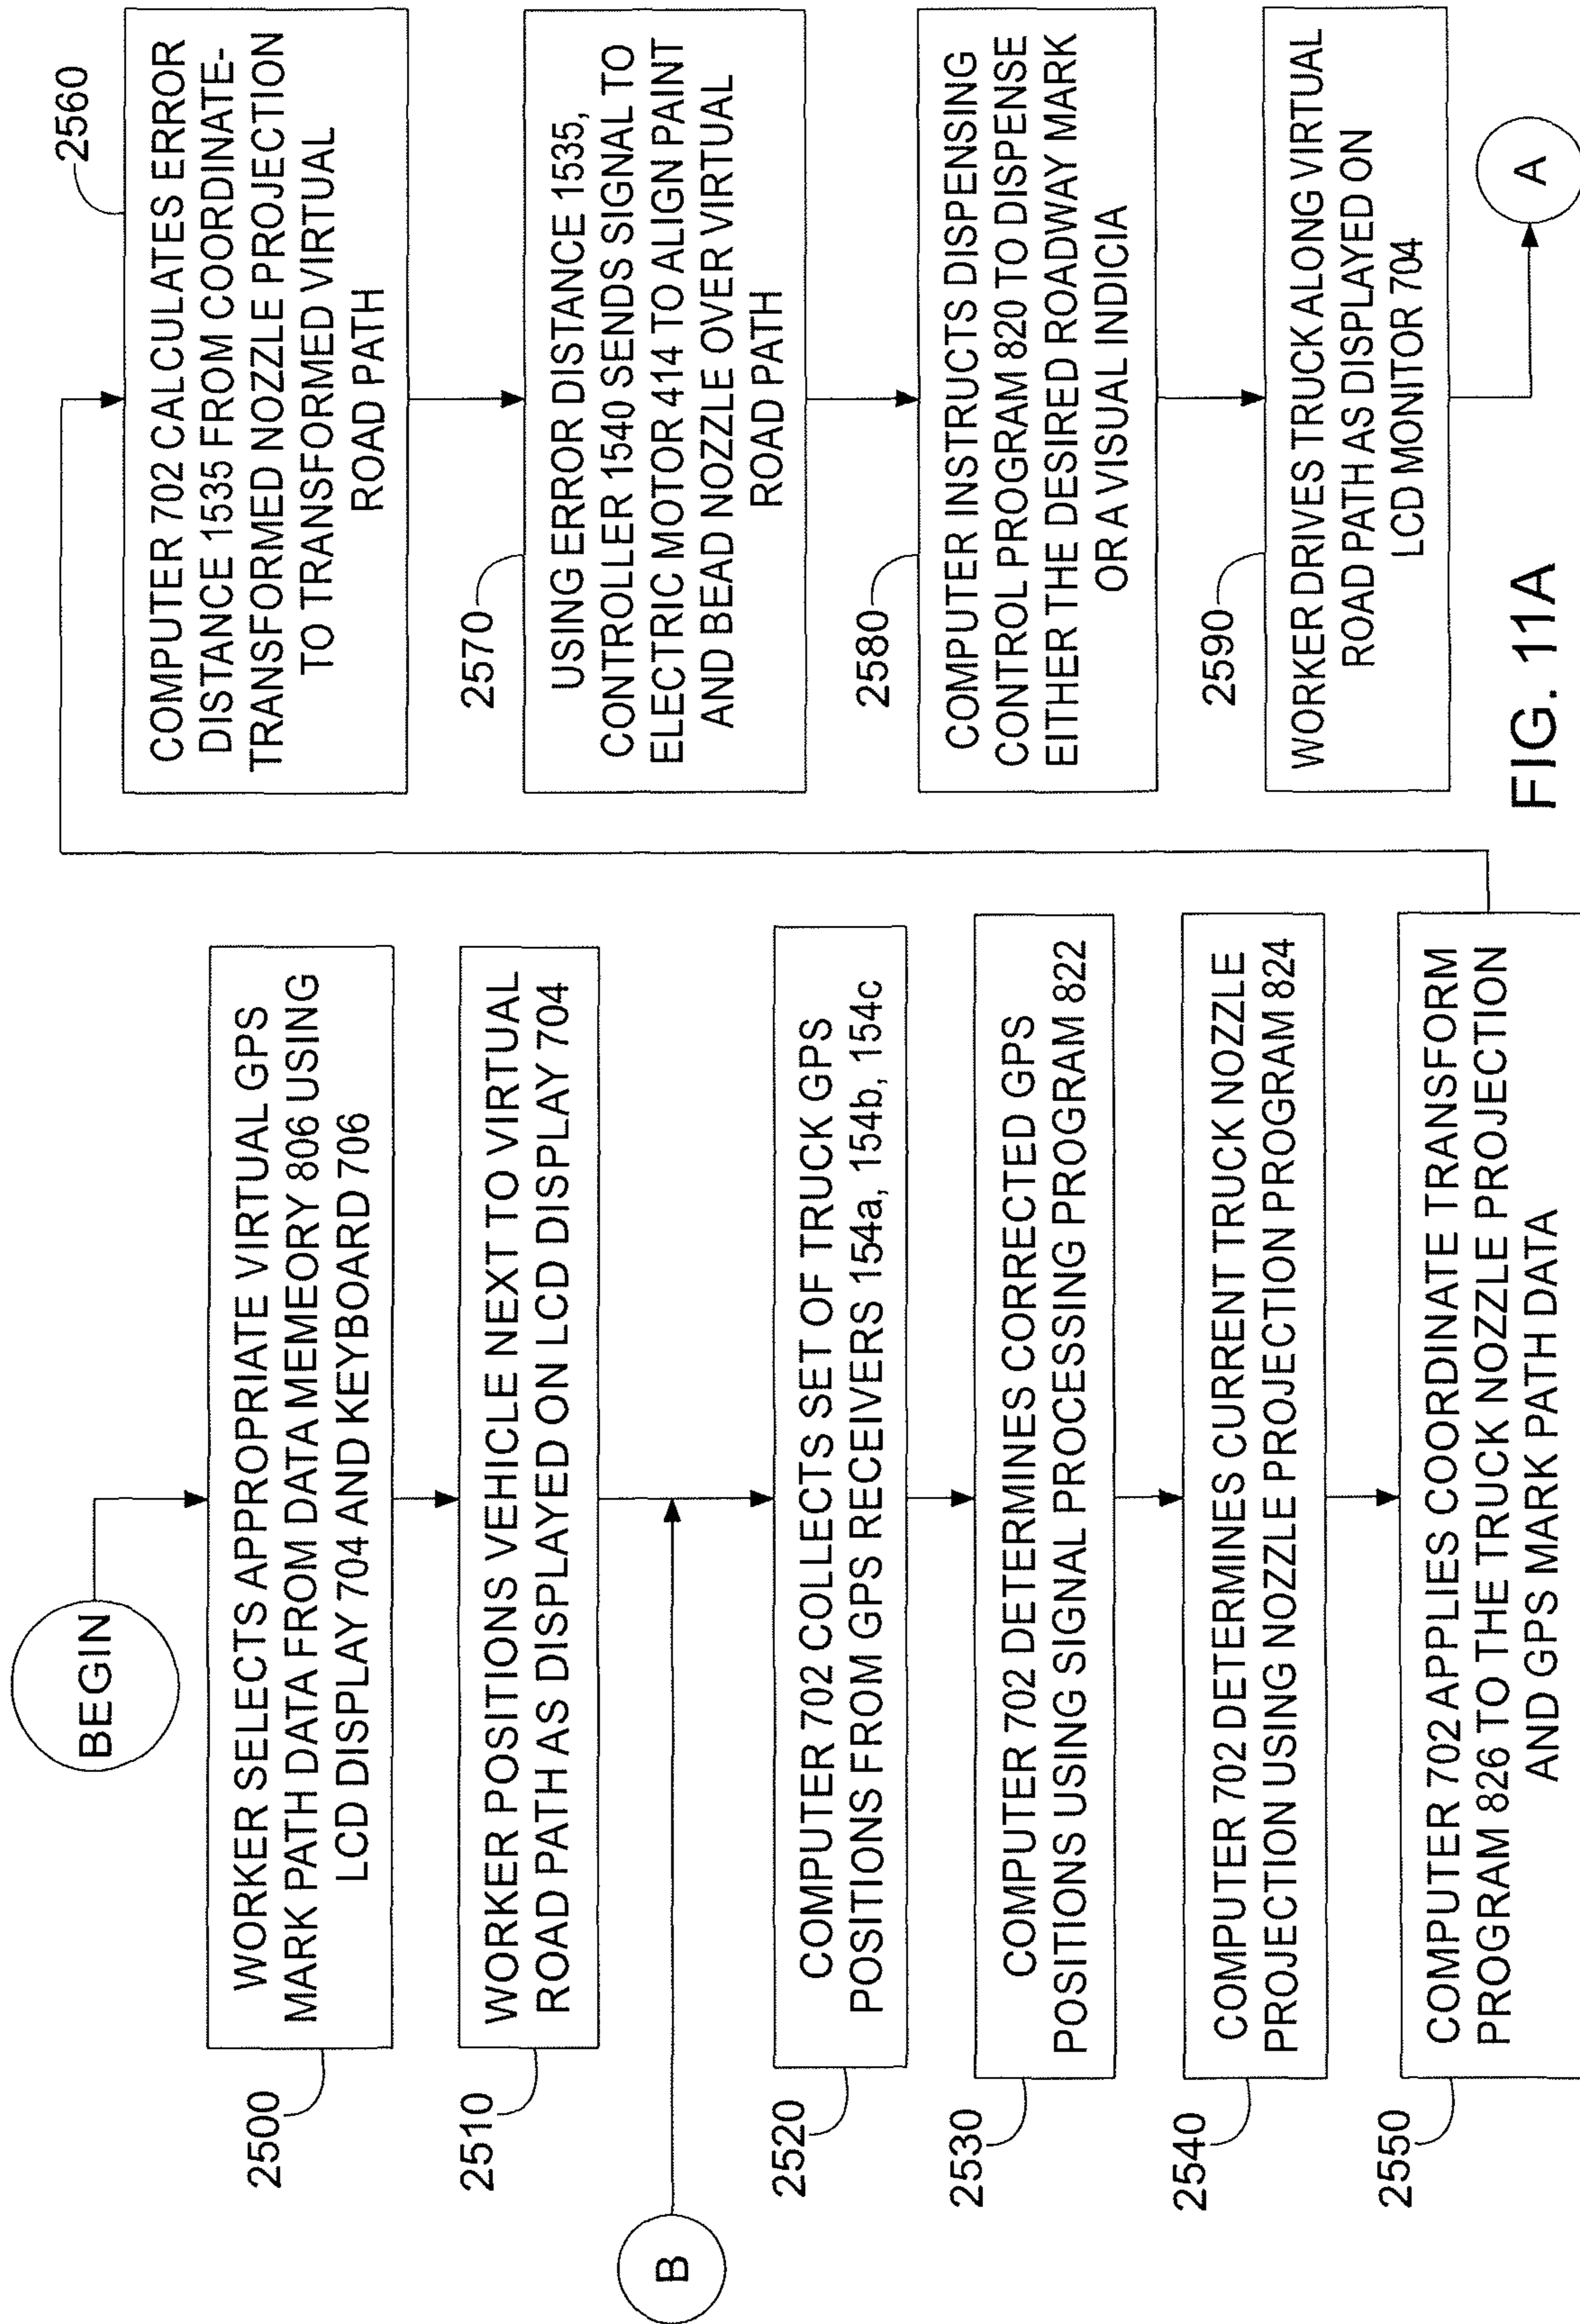 BEGIN
2500
WORKER SELECTS APPROPRIATE VIRTUAL GPS
MARK PATH DATA FROM DATA MEMEORY 806 USING
LCD DISPLAY 704 AND KEYBOARD 706
2510
WORKER POSITIONS VEHICLE NEXT TO VIRTUAL
ROAD PATH AS DISPLAYED ON LCD DISPLAY 704
B
2520
COMPUTER 702 COLLECTS SET OF TRUCK GPS
POSITIONS FROM GPS RECEIVERS 154a, 154b, 154c
2530
COMPUTER 702 DETERMINES CORRECTED GPS
POSITIONS USING SIGNAL PROCESSING PROGRAM 822
2540
COMPUTER 702 DETERMINES CURRENT TRUCK NOZZLE
PROJECTION USING NOZZLE PROJECTION PROGRAM 824
2550
COMPUTER 702 APPLIES COORDINATE TRANSFORM
PROGRAM 826 TO THE TRUCK NOZZLE PROJECTION
AND GPS MARK PATH DATA
2560
COMPUTER 702 CALCULATES ERROR
DISTANCE 1535 FROM COORDINATE-
TRANSFORMED NOZZLE PROJECTION
TO TRANSFORMED VIRTUAL
ROAD PATH
2570
USING ERROR DISTANCE 1535,
CONTROLLER 1540 SENDS SIGNAL TO
ELECTRIC MOTOR 414 TO ALIGN PAINT
AND BEAD NOZZLE OVER VIRTUAL
ROAD PATH
2580
COMPUTER INSTRUCTS DISPENSING
CONTROL PROGRAM 820 TO DISPENSE
EITHER THE DESIRED ROADWAY MARK
OR A VISUAL INDICIA
2590
WORKER DRIVES TRUCK ALONG VIRTUAL
ROAD PATH AS DISPLAYED ON
LCD MONITOR 704
A
FIG. 11A